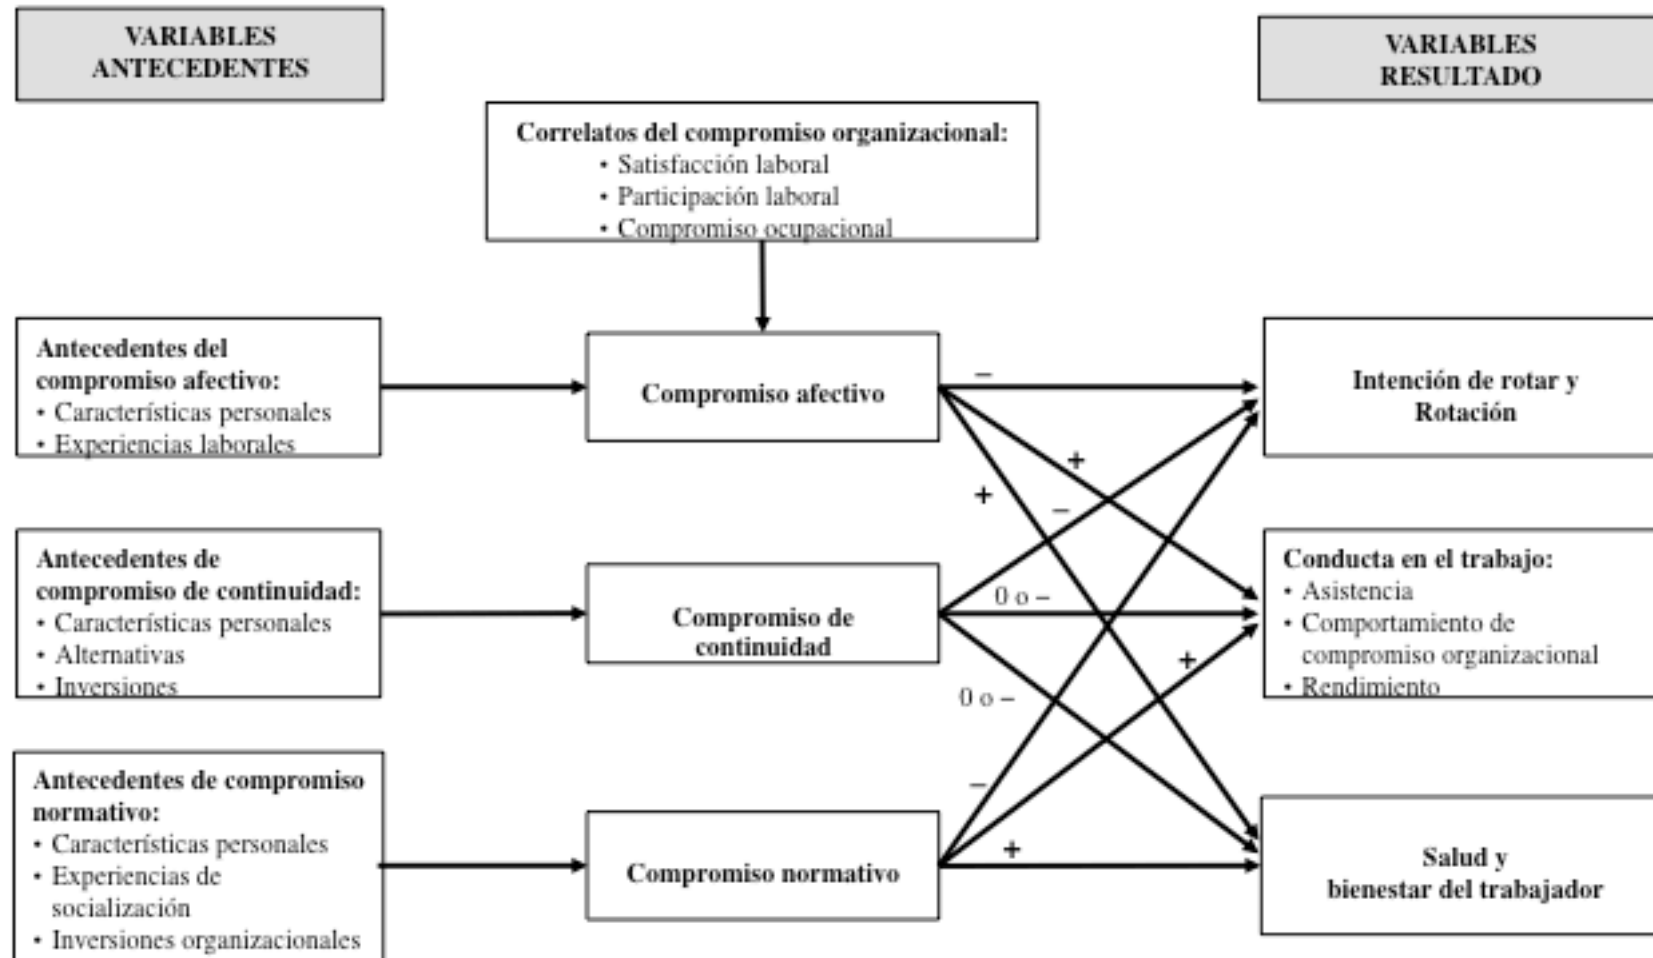 VARIABLES
ANTECEDENTES
VARIABLES
RESULTADO
Correlatos del compromiso organizacional:
• Satisfacción laboral
• Participación laboral
• Compromiso ocupacional
Antecedentes del
compromiso afectivo:
• Característícas personales
• Experiencias laborales
Compromiso afectivo
Intención de rotar y
Rotación
Antecedentes de
compromiso de continuidad:
• Característícas personales
• Alternativas
• Inversiones
Compromiso de
continuidad
Conducta en el trabajo:
• Asistencia
• Comportamiento de
compromiso organizacional
• Rendimiento
Antecedentes de compromiso
normativo:
• Característícas personales
• Experiencias de
socialización
• Inversiones organizacionales
Compromiso normativo
Salud y
bienestar del trabajador
–
+
+
–
0 o –
+
0 o –
–
+